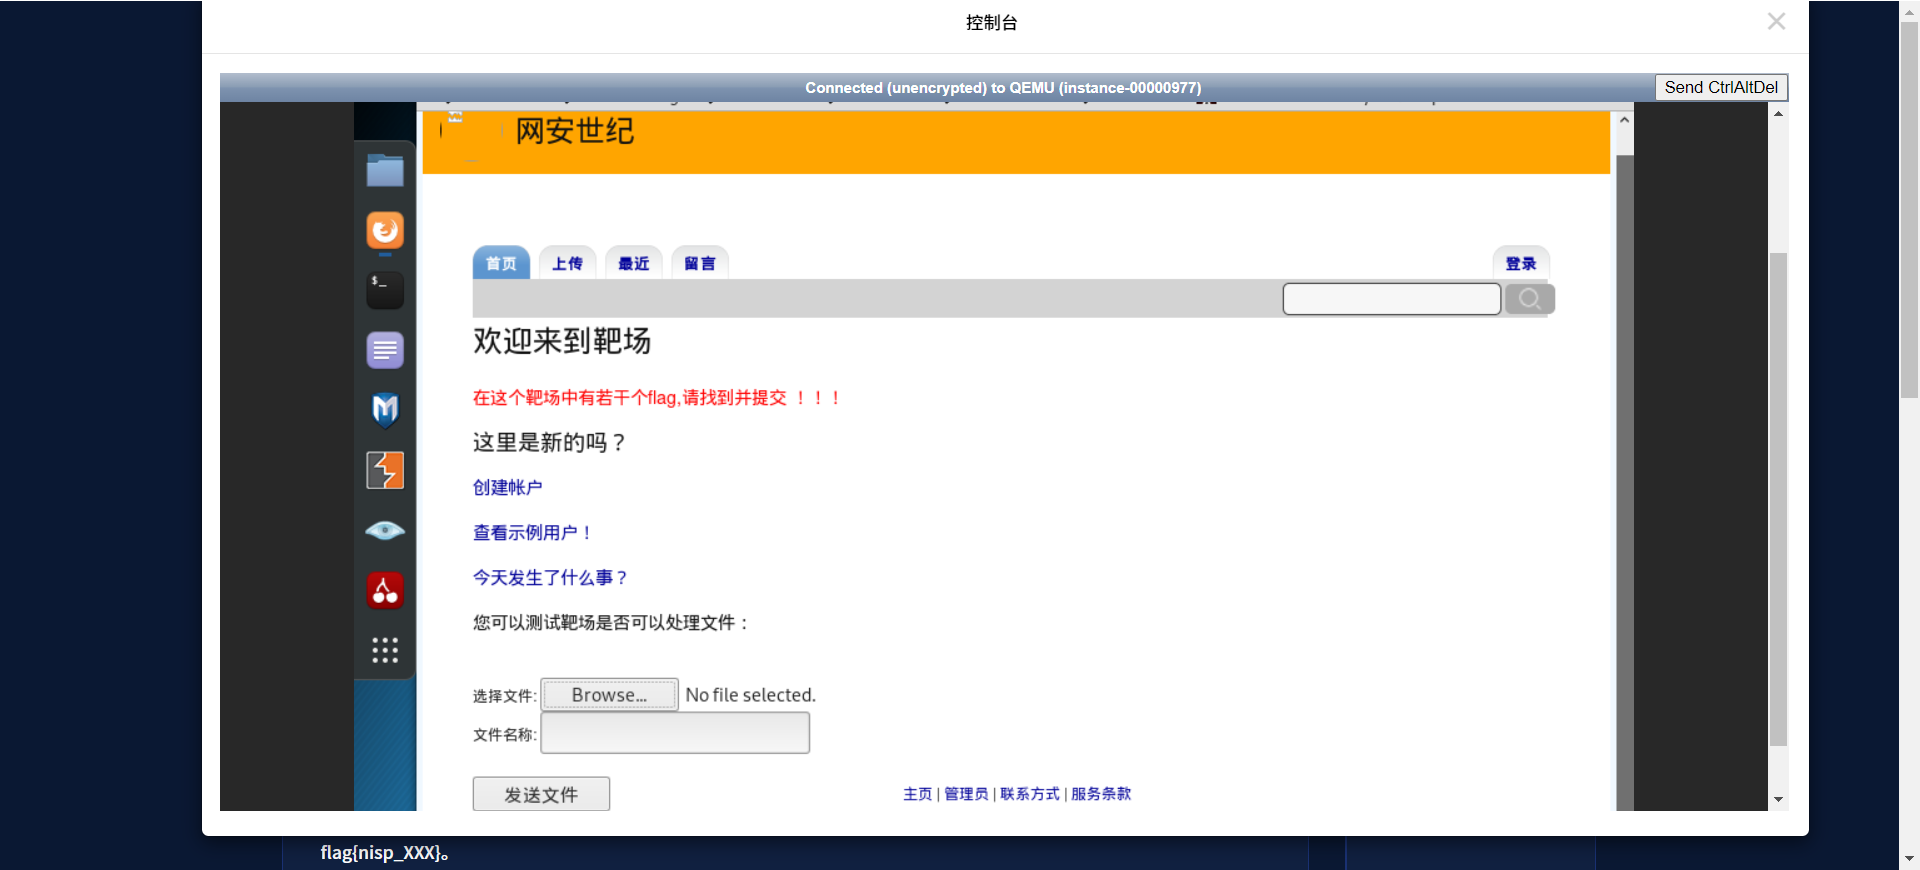 控制台
Connected (unencrypted) to QEMU (instance-00000977)
Send CtrlAltDel
网安世纪
首页 上传 最近 留言 登录
欢迎来到靶场
在这个靶场中有若干个flag,请找到并提交 ！！！
这里是新的吗？
创建帐户
查看示例用户！
今天发生了什么事？
您可以测试靶场是否可以处理文件：
选择文件: Browse... No file selected.
文件名称:
发送文件
主页 | 管理员 | 联系方式 | 服务条款
flag{nisp_XXX}。